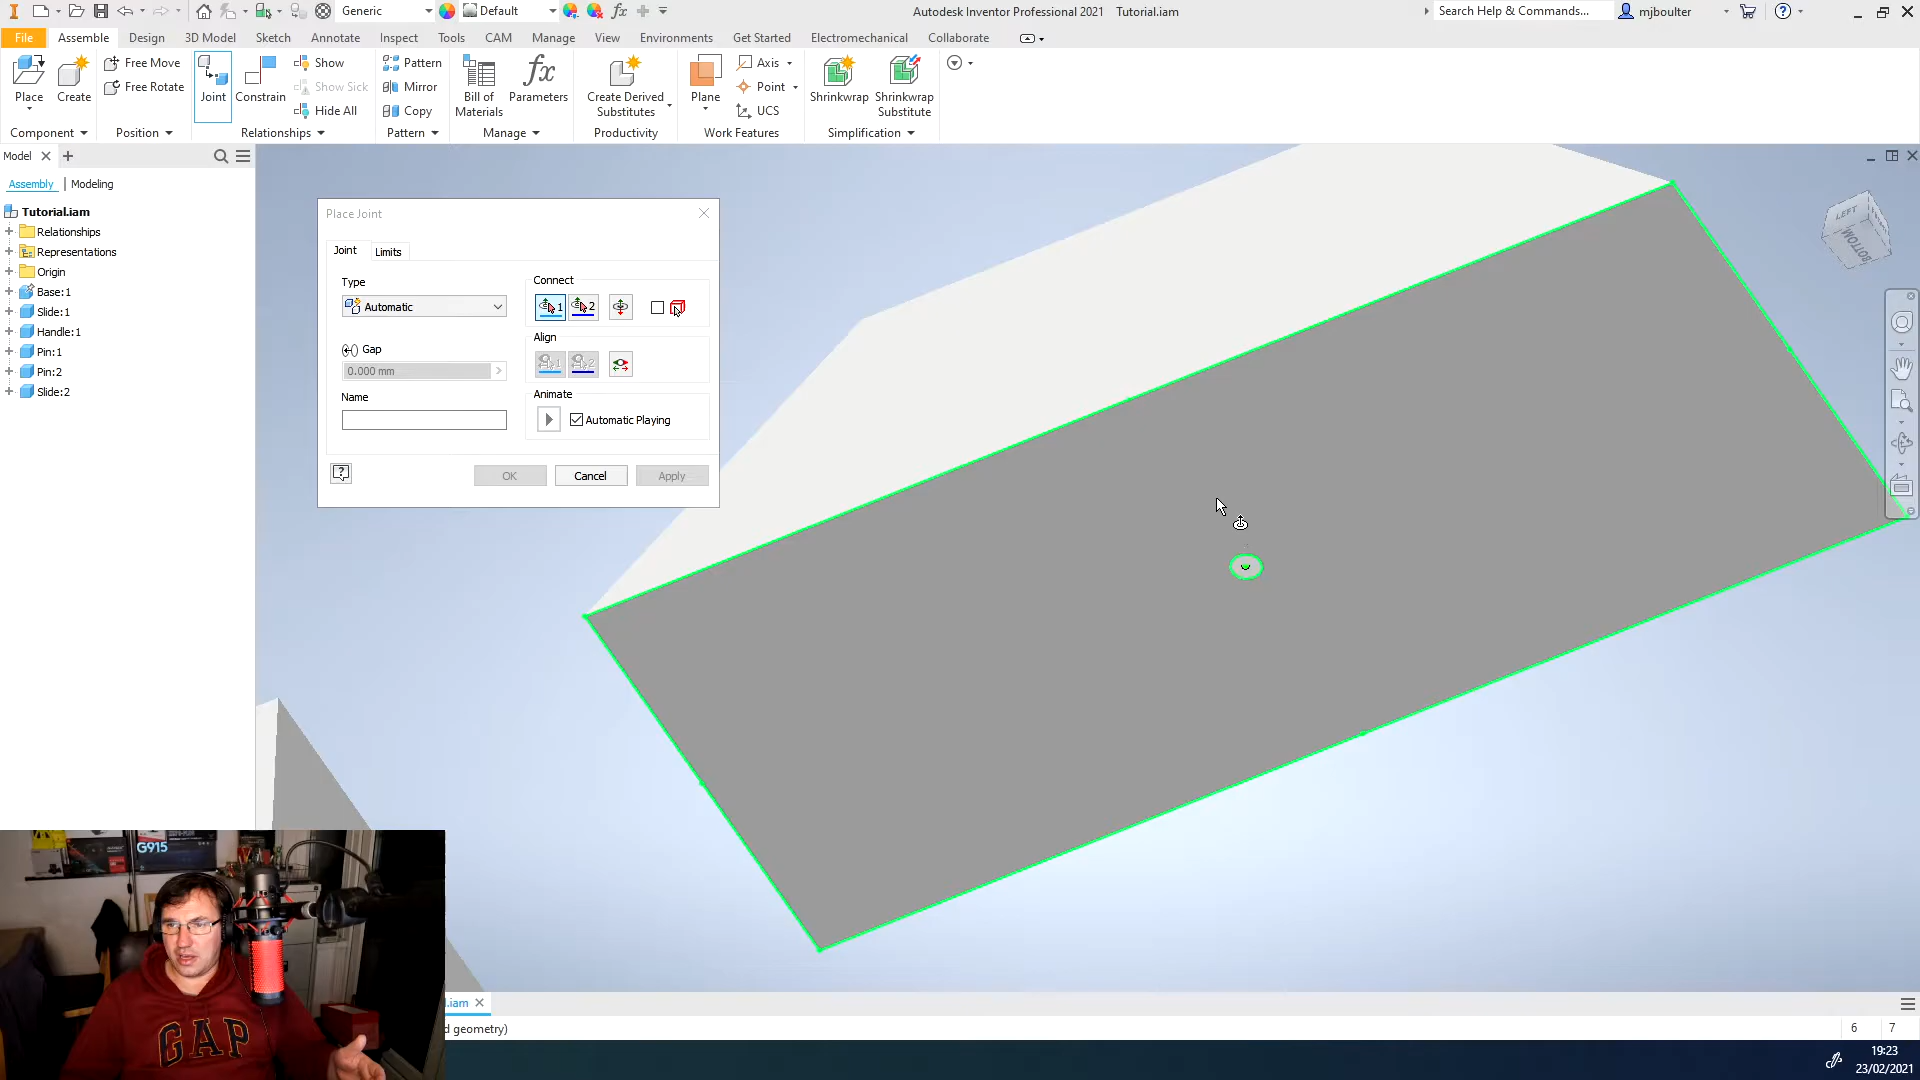 Generic
Default
fx
Autodesk Inventor Professional 2021 Tutorial.iam
Search Help & Commands...
mjboulter
File Assemble Design 3D Model Sketch Annotate Inspect Tools CAM Manage View Environments Get Started Electromechanical Collaborate
Place
Create
Free Move
Free Rotate
Joint
Constrain
Show
Show Sick
Hide All
Pattern
Mirror
Copy
Bill of
Materials
fx
Parameters
Create Derived
Substitutes
Plane
Axis
Point
UCS
Shrinkwrap
Shrinkwrap
Substitute
Component Position Relationships Pattern Manage Productivity Work Features Simplification
Model
Assembly Modeling
Tutorial.iam
Relationships
Representations
Origin
Base:1
Slide:1
Handle:1
Pin:1
Pin:2
Slide:2
Place Joint
Joint Limits
Type
Automatic
Gap
0.000 mm
Name
Connect
1 2
Align
1 2
Animate
Automatic Playing
OK Cancel Apply
LEFT
BOTTOM
G915
GAP
.iam
d geometry)
6 7
19:23
23/02/2021